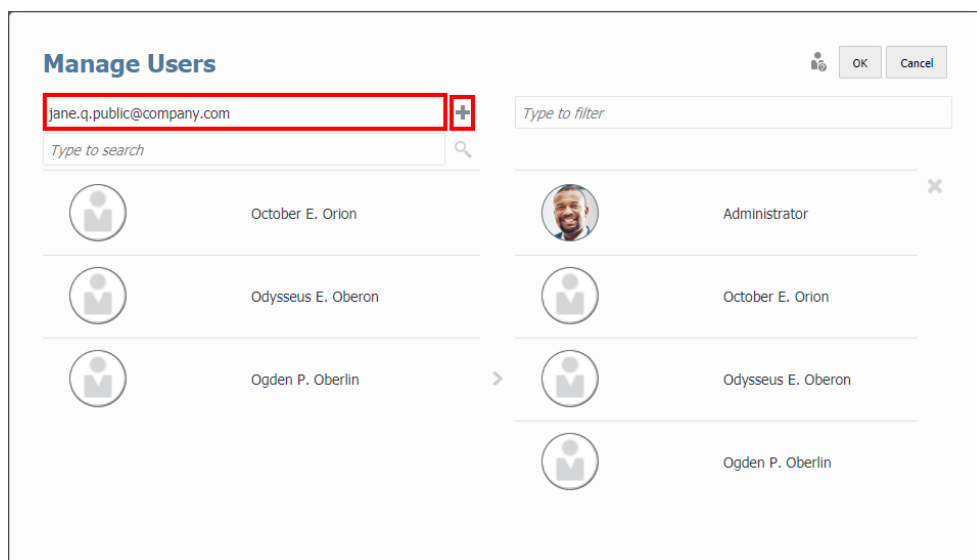 Manage Users
OK
Cancel
jane.q.public@company.com
Type to filter
Type to search
October E. Orion
Administrator
Odysseus E. Oberon
October E. Orion
Ogden P. Oberlin
Odysseus E. Oberon
Ogden P. Oberlin